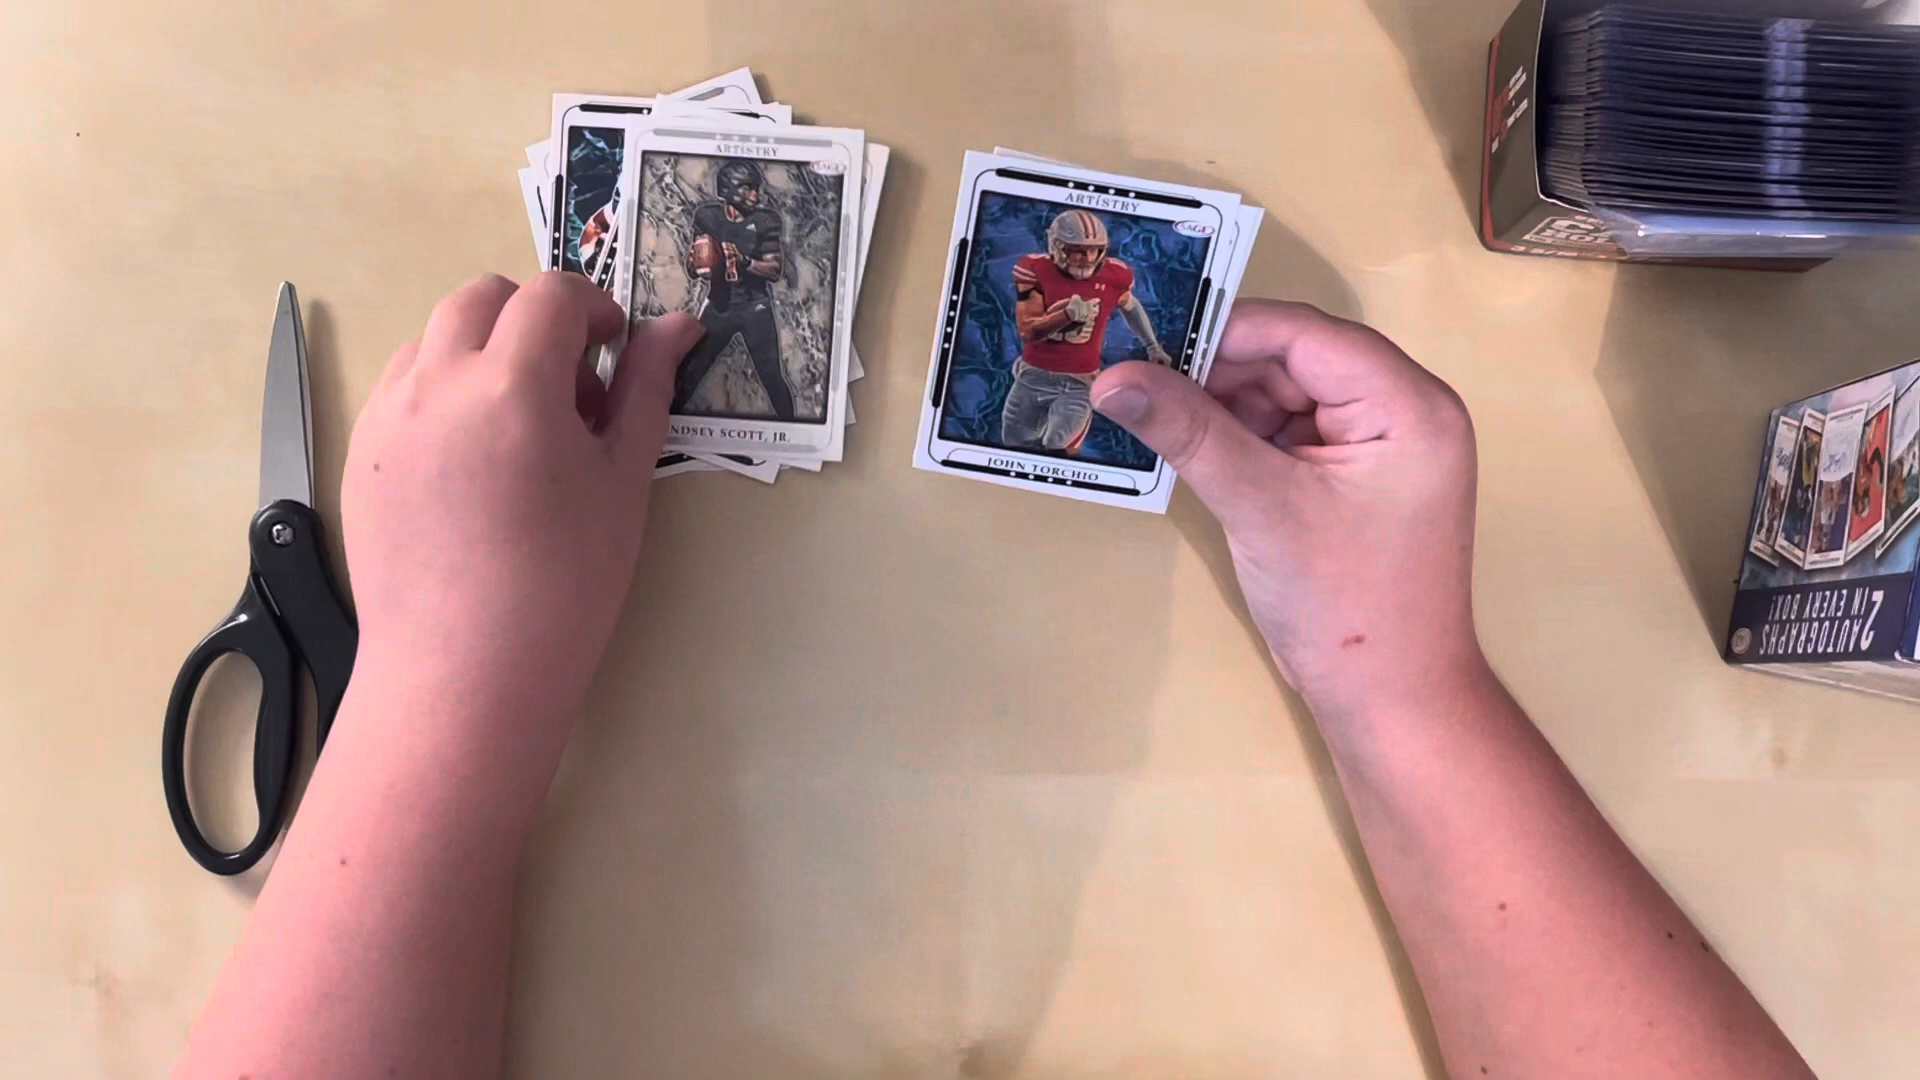 ARTISTRY
SAGE
NDSEY SCOTT, JR.
ARTISTRY
SAGE
JOHN TORCHIO
2 AUTOGRAPHS
IN EVERY BOX!